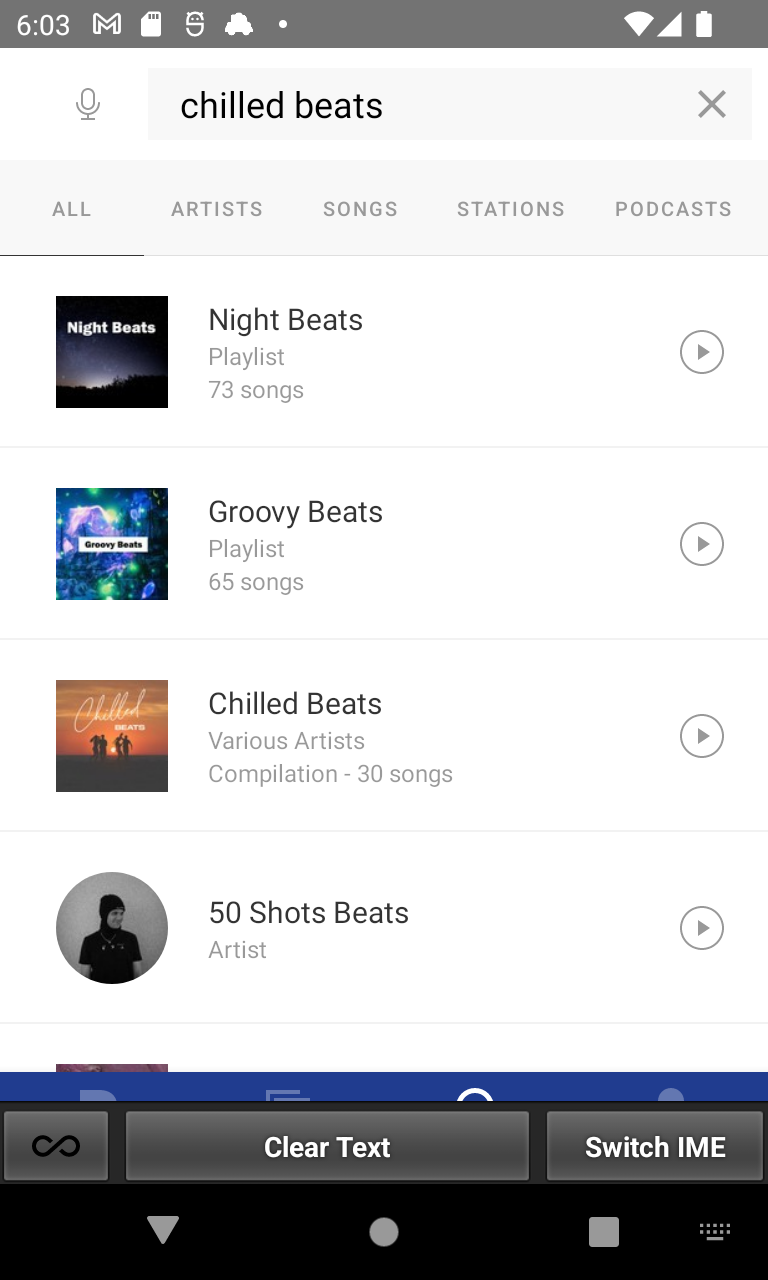 6:03
chilled beats
ALL ARTISTS SONGS STATIONS PODCASTS
Night Beats
Night Beats
Playlist
73 songs
Groovy Beats
Groovy Beats
Playlist
65 songs
Chilled
BEATS
Chilled Beats
Various Artists
Compilation - 30 songs
50 Shots Beats
Artist
Clear Text
Switch IME